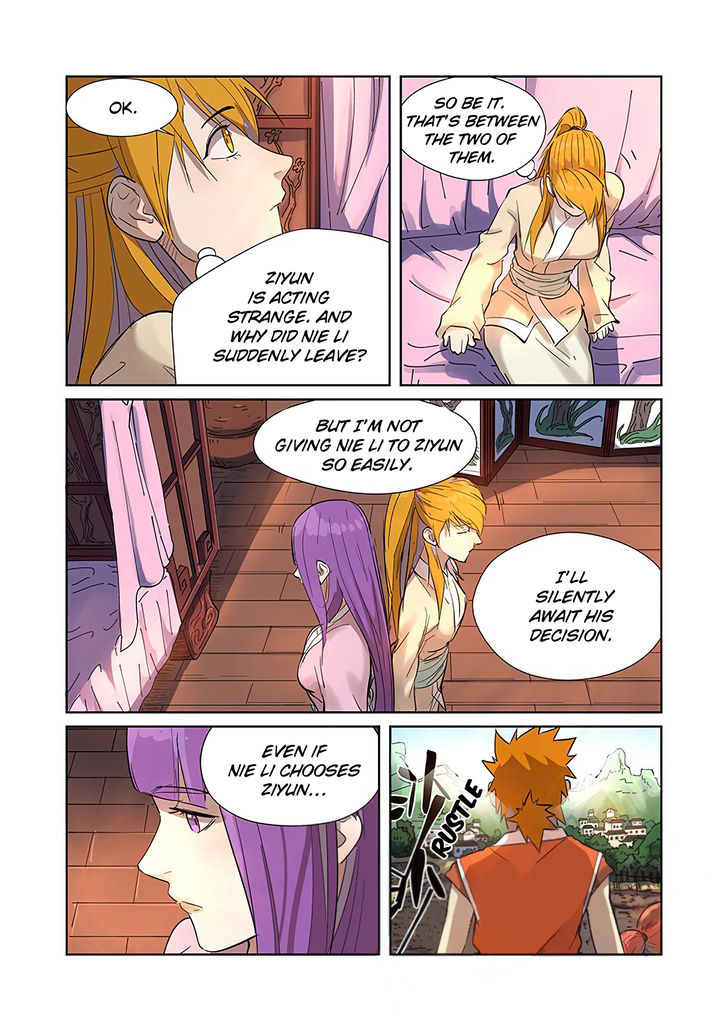 OK.
ZIYUN
IS ACTING
STRANGE. AND
WHY DID NIE LI
SUDDENLY LEAVE?
SO BE IT.
THAT'S BETWEEN
THE TWO OF
THEM.
BUT I'M NOT
GIVING NIE LI TO ZIYUN
SO EASILY.
I'LL
SILENTLY
AWAIT HIS
DECISION.
EVEN IF
NIE LI CHOOSES
ZIYUN...
RUSTLE